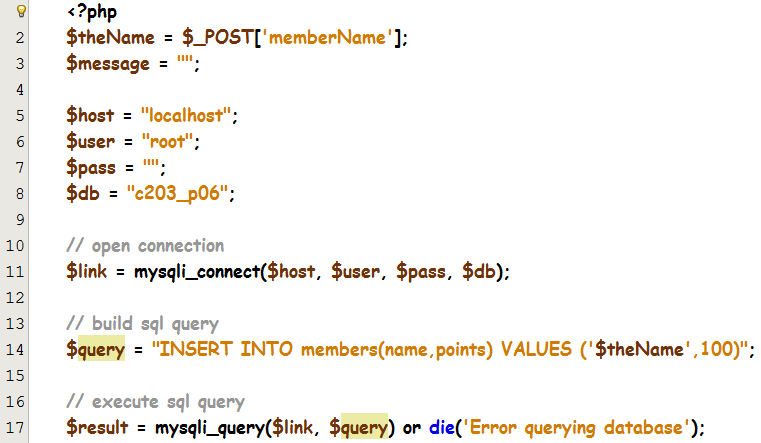 <?php
2 $theName = $_POST['memberName'];
3 $message = "";
4
5 $host = "localhost";
6 $user = "root";
7 $pass = "";
8 $db = "c203_p06";
9
10 // open connection
11 $link = mysqli_connect($host, $user, $pass, $db);
12
13 // build sql query
14 $query = "INSERT INTO members(name,points) VALUES ('$theName',100)";
15
16 // execute sql query
17 $result = mysqli_query($link, $query) or die('Error querying database');